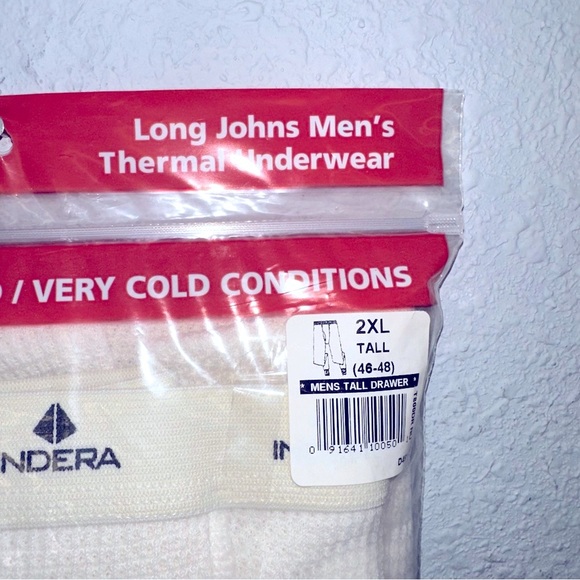 Long Johns Men's
Thermal Underwear
/ VERY COLD CONDITIONS
2XL
TALL
(46-48)
MENS TALL DRAWER
0 91641 10050
NDERA
IN